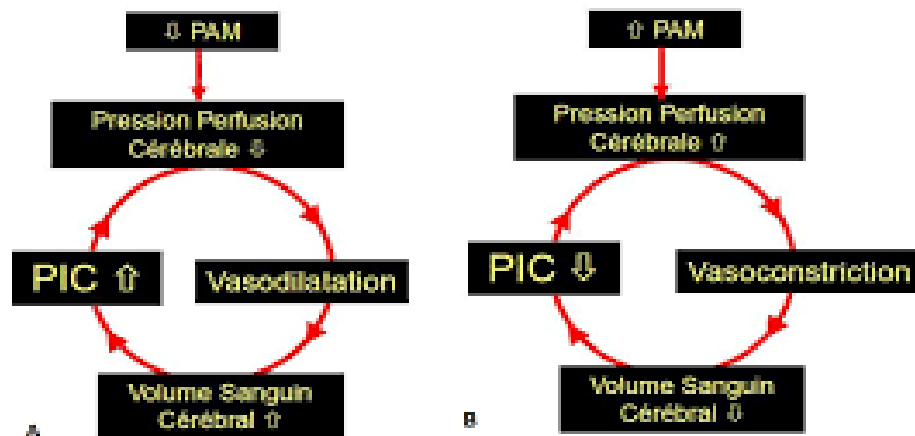 ⇩ PAM
Pression Perfusion
Cérébrale ⇩
PIC ⇧
Vasodilatation
Volume Sanguin
Cérébral ⇧
A
⇧ PAM
Pression Perfusion
Cérébrale ⇧
PIC ⇩
Vasoconstriction
Volume Sanguin
Cérébral ⇩
B